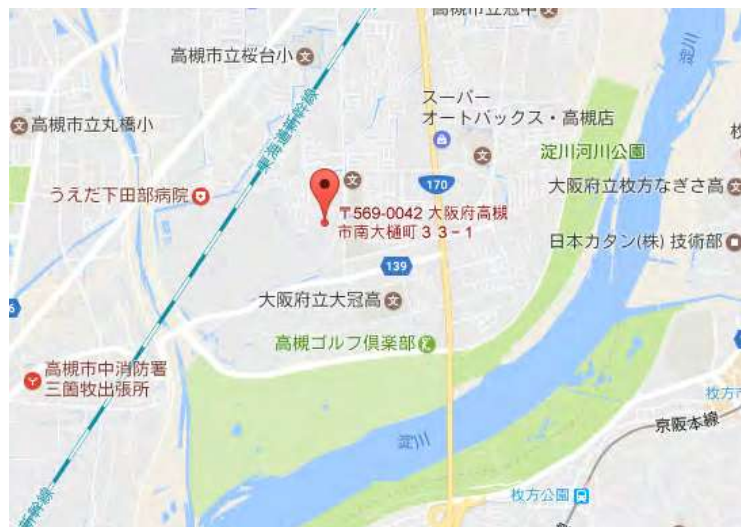 高槻市立冠中
高槻市立桜台小
淀川
スーパー
オートバックス・高槻店
高槻市立丸橋小
淀川河川公園
170
うえだ下田部病院
大阪府立枚方なぎさ高
〒569-0042 大阪府高槻
市南大樋町33-1
日本カタン(株) 技術部
139
大阪府立大冠高
高槻ゴルフ倶楽部
高槻市中消防署
三箇牧出張所
京阪本線
淀川
枚方公園